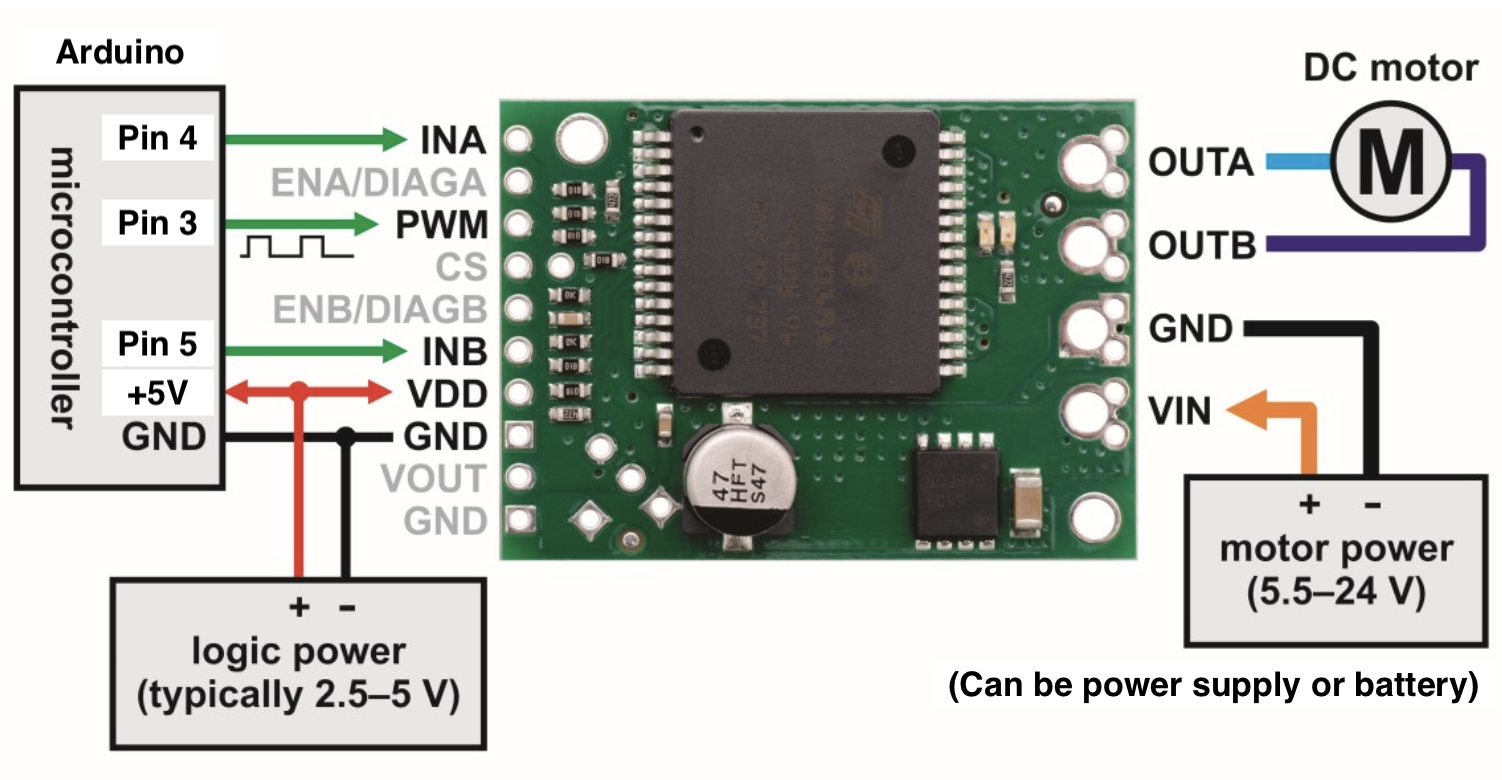 Arduino
microcontroller
Pin 4
Pin 3
Pin 5
+5V
GND
INA
ENA/DIAGA
PWM
CS
ENB/DIAGB
INB
VDD
GND
VOUT
GND
47
HFT
S47
OUTA
OUTB
GND
VIN
DC motor
M
+ –
motor power
(5.5–24 V)
(Can be power supply or battery)
+ –
logic power
(typically 2.5–5 V)